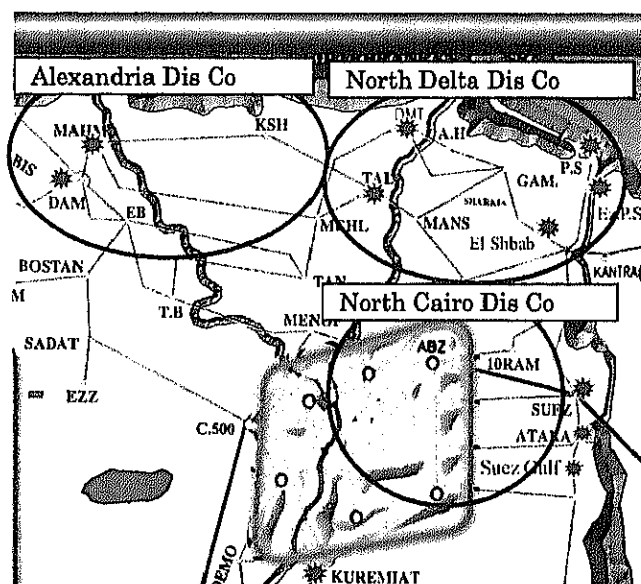 Alexandria Dis Co
North Delta Dis Co
MAHM
KSH
DMT
A.H
BIS
P.S
DAM
TAL
GAM.
SHARKIA
E.P.S
EB
MEHL
MANS
El Shbab
BOSTAN
TAN
KANTRA
M
T.B
North Cairo Dis Co
SADAT
ABZ
10RAM
EZZ
SUEZ
C.500
ATAKA
Suez Gulf
DEMO
KUREMIAT